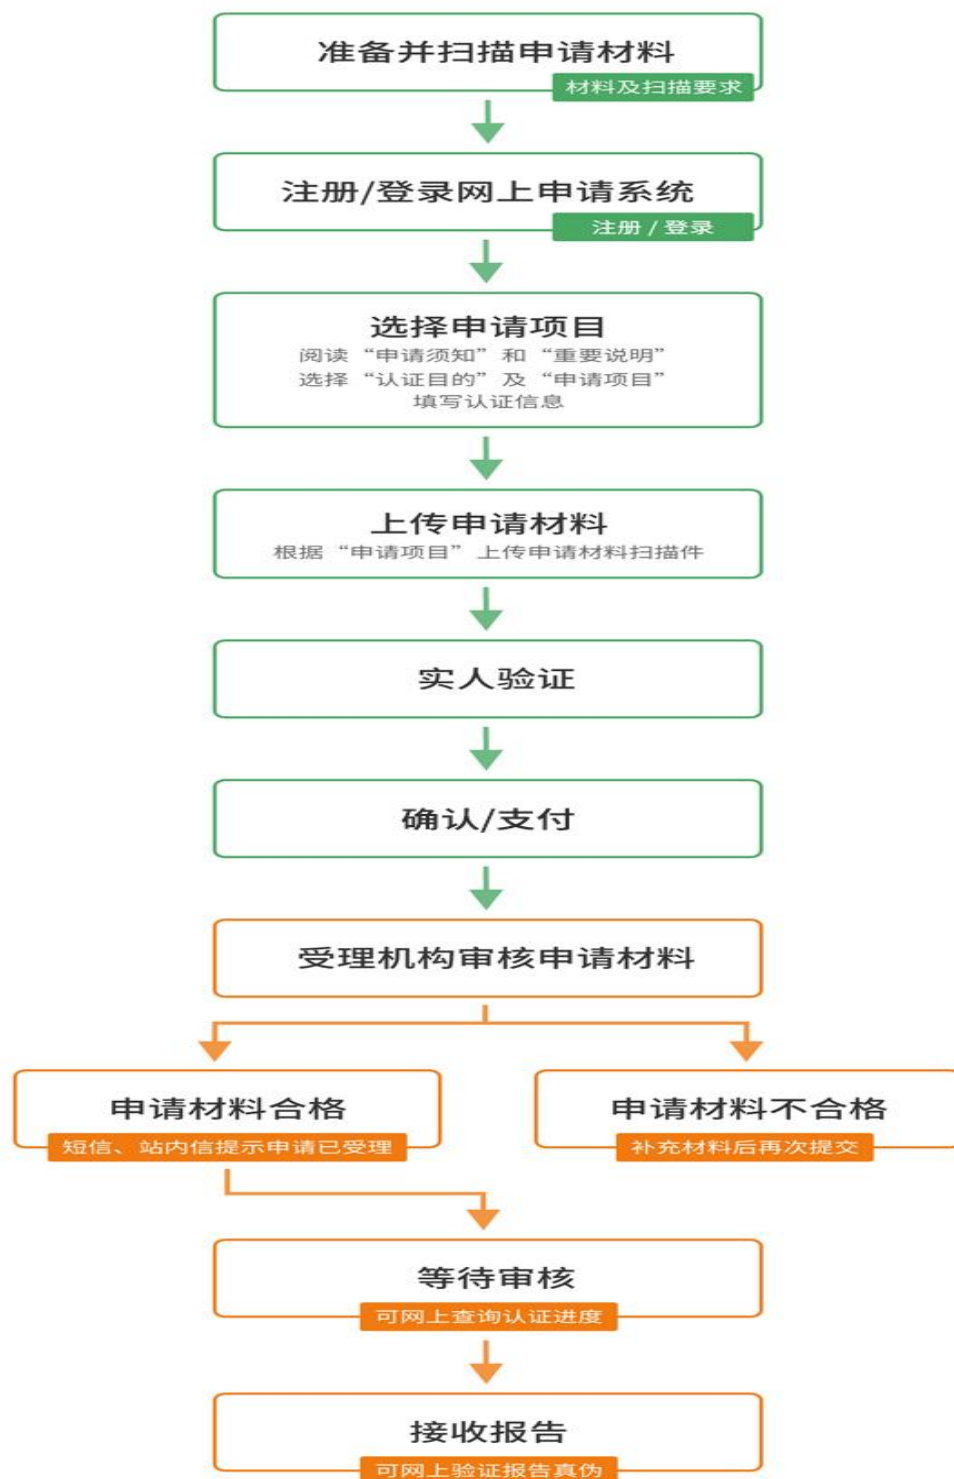 准备并扫描申请材料
材料及扫描要求
注册/登录网上申请系统
注册 / 登录
选择申请项目
阅读“申请须知”和“重要说明”
选择“认证目的”及“申请项目”
填写认证信息
上传申请材料
根据“申请项目”上传申请材料扫描件
实人验证
确认/支付
受理机构审核申请材料
申请材料合格
短信、站内信提示申请已受理
申请材料不合格
补充材料后再次提交
等待审核
可网上查询认证进度
接收报告
可网上验证报告真伪